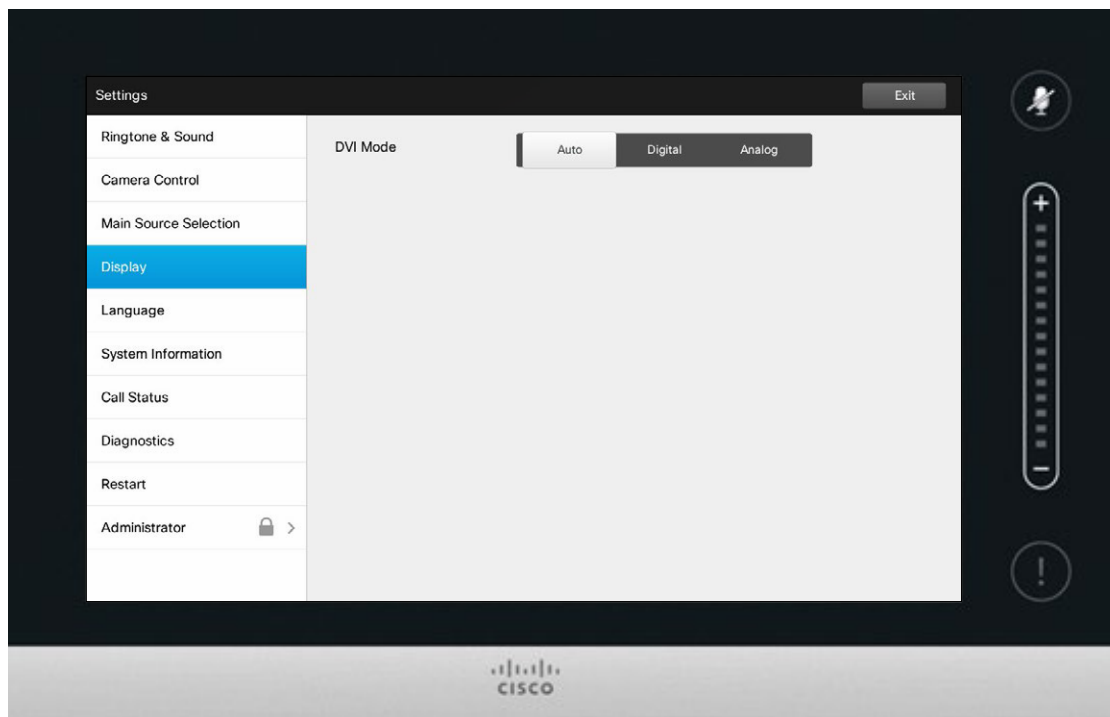 Settings
Exit
Ringtone & Sound
Camera Control
Main Source Selection
Display
Language
System Information
Call Status
Diagnostics
Restart
Administrator
DVI Mode
Auto
Digital
Analog
+
−
!
CISCO